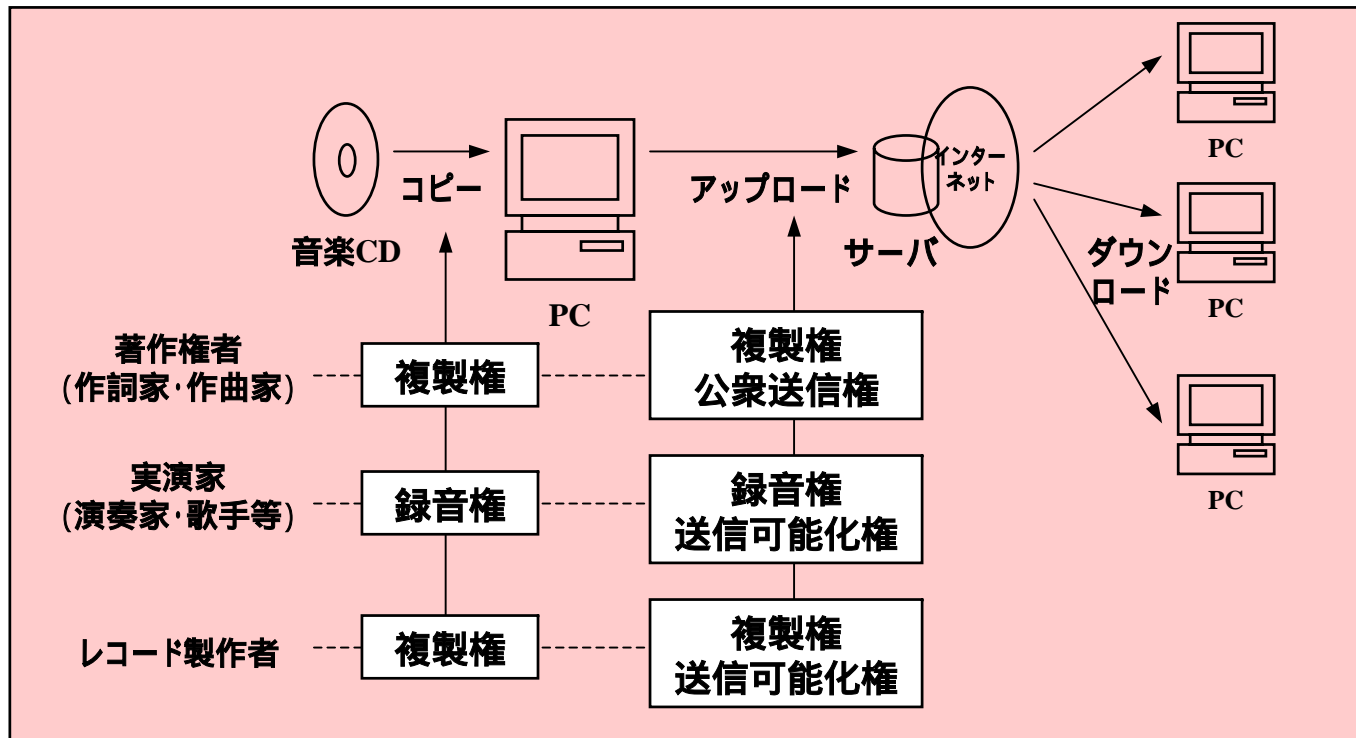 PC
コピー
アップロード
インター
ネット
音楽CD
サーバ
ダウン
ロード
PC
PC
著作権者
(作詞家・作曲家)
複製権
複製権
公衆送信権
実演家
(演奏家・歌手等)
録音権
録音権
送信可能化権
PC
レコード製作者
複製権
複製権
送信可能化権